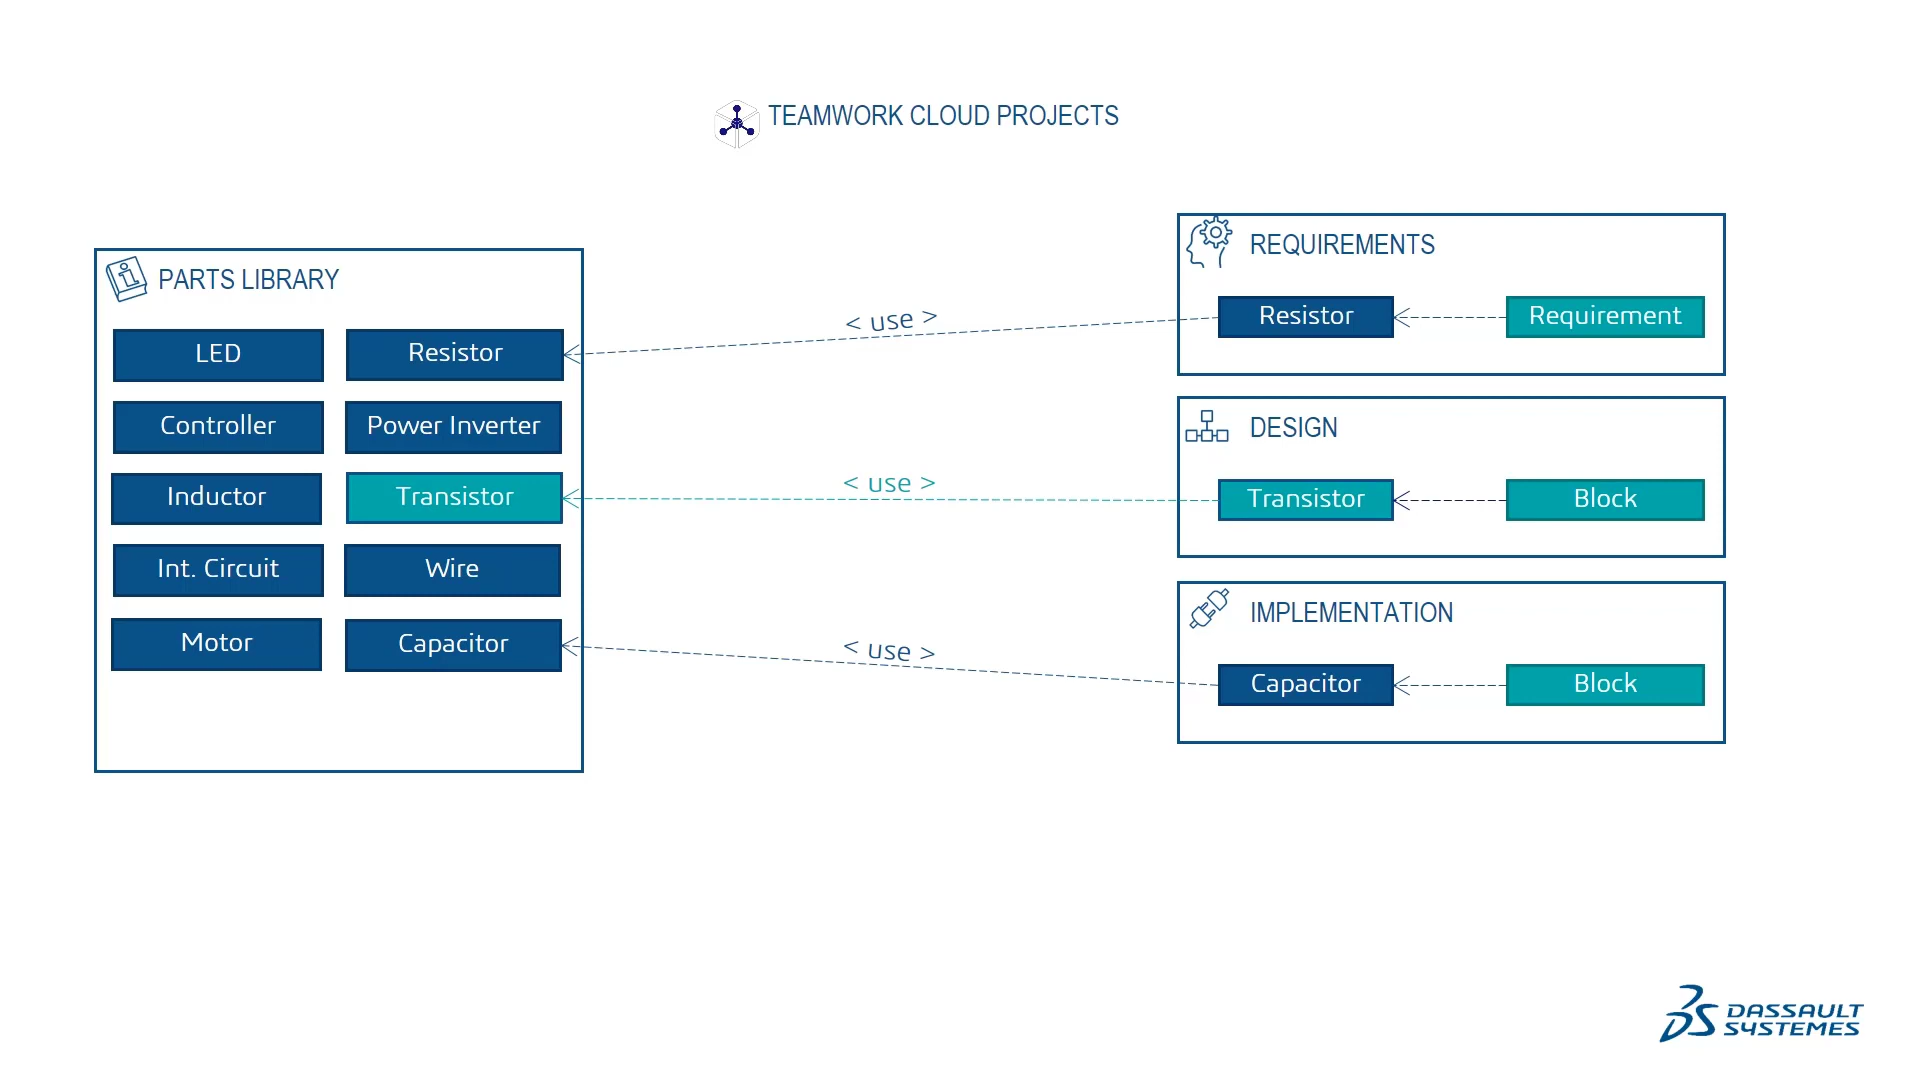 TEAMWORK CLOUD PROJECTS
PARTS LIBRARY
LED
Resistor
Controller
Power Inverter
Inductor
Transistor
Int. Circuit
Wire
Motor
Capacitor
< use >
< use >
< use >
REQUIREMENTS
Resistor
Requirement
DESIGN
Transistor
Block
IMPLEMENTATION
Capacitor
Block
3DS DASSAULT
SYSTEMES